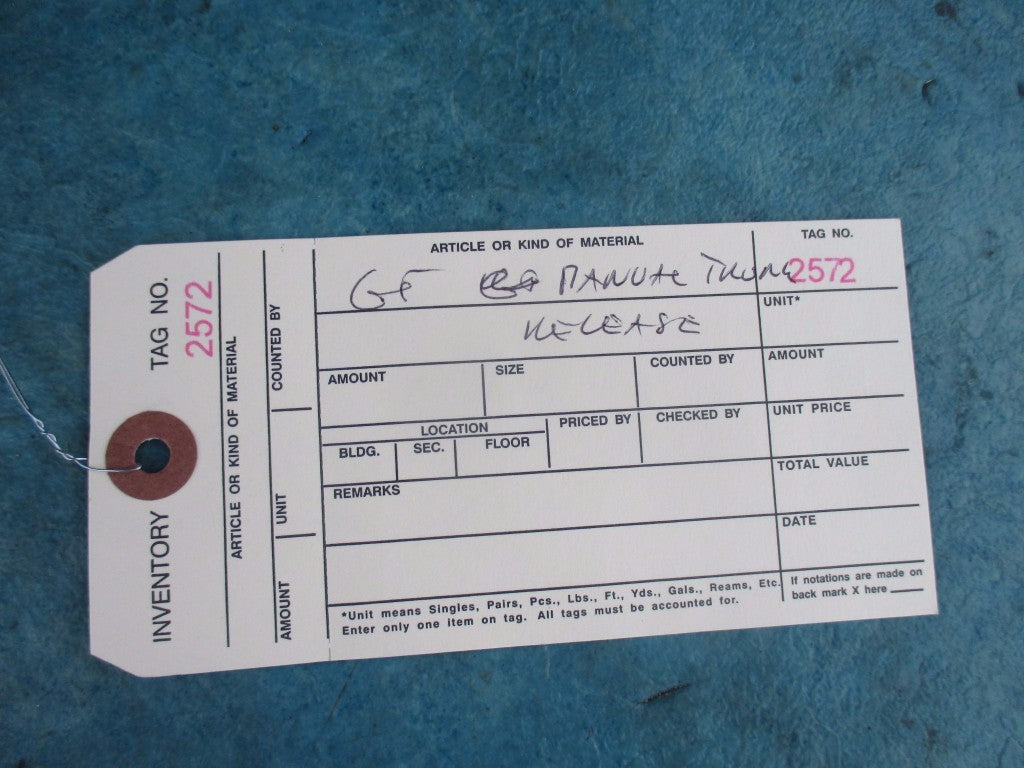 INVENTORY TAG NO.
2572
ARTICLE OR KIND OF MATERIAL
AMOUNT UNIT COUNTED BY
ARTICLE OR KIND OF MATERIAL TAG NO.
GE MANUAL 2572
RELEASE UNIT*
AMOUNT SIZE COUNTED BY AMOUNT
LOCATION PRICED BY CHECKED BY UNIT PRICE
BLDG. SEC. FLOOR
REMARKS TOTAL VALUE
DATE
*Unit means Singles, Pairs, Pcs., Lbs., Ft., Yds., Gals., Reams, Etc. If notations are made on
Enter only one item on tag. All tags must be accounted for. back mark X here